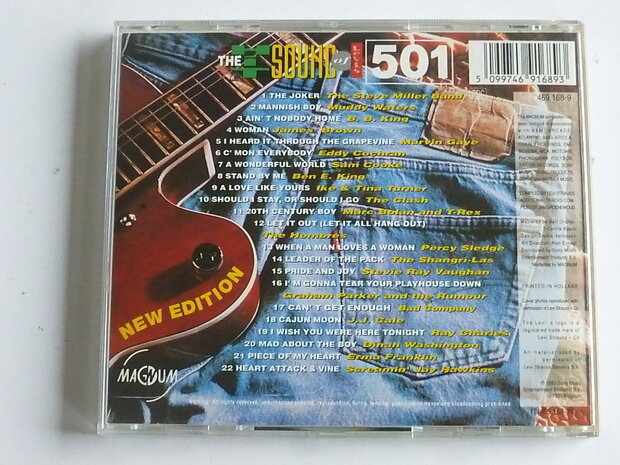 THE SOUND of 501
5 099746 916893
469 168-9
1 THE JOKER The Steve Miller Band
2 MANNISH BOY Muddy Waters
3 AIN'T NOBODY HOME B. B. King
4 WOMAN James Brown
5 I HEARD IT THROUGH THE GRAPEVINE Marvin Gaye
6 C'MON EVERYBODY Eddy Cochran
7 A WONDERFUL WORLD Sam Cooke
8 STAND BY ME Ben E. King
9 A LOVE LIKE YOURS Ike & Tina Turner
10 SHOULD I STAY, OR SHOULD I GO The Clash
11 20TH CENTURY BOY Marc Bolan and T-Rex
12 LET IT OUT (LET IT ALL HANG OUT)
The Hombres
13 WHEN A MAN LOVES A WOMAN Percy Sledge
14 LEADER OF THE PACK The Shangri-Las
15 PRIDE AND JOY Stevie Ray Vaughan
16 I'M GONNA TEAR YOUR PLAYHOUSE DOWN
Graham Parker and the Rumour
17 CAN'T GET ENOUGH Bad Company
18 CAJUN MOON J.J. Cale
19 I WISH YOU WERE HERE TONIGHT Ray Charles
20 MAD ABOUT THE BOY Dinah Washington
21 PIECE OF MY HEART Erma Franklin
22 HEART ATTACK & VINE Screamin' Jay Hawkins
NEW EDITION
MAGNUM
PRINTED IN HOLLAND